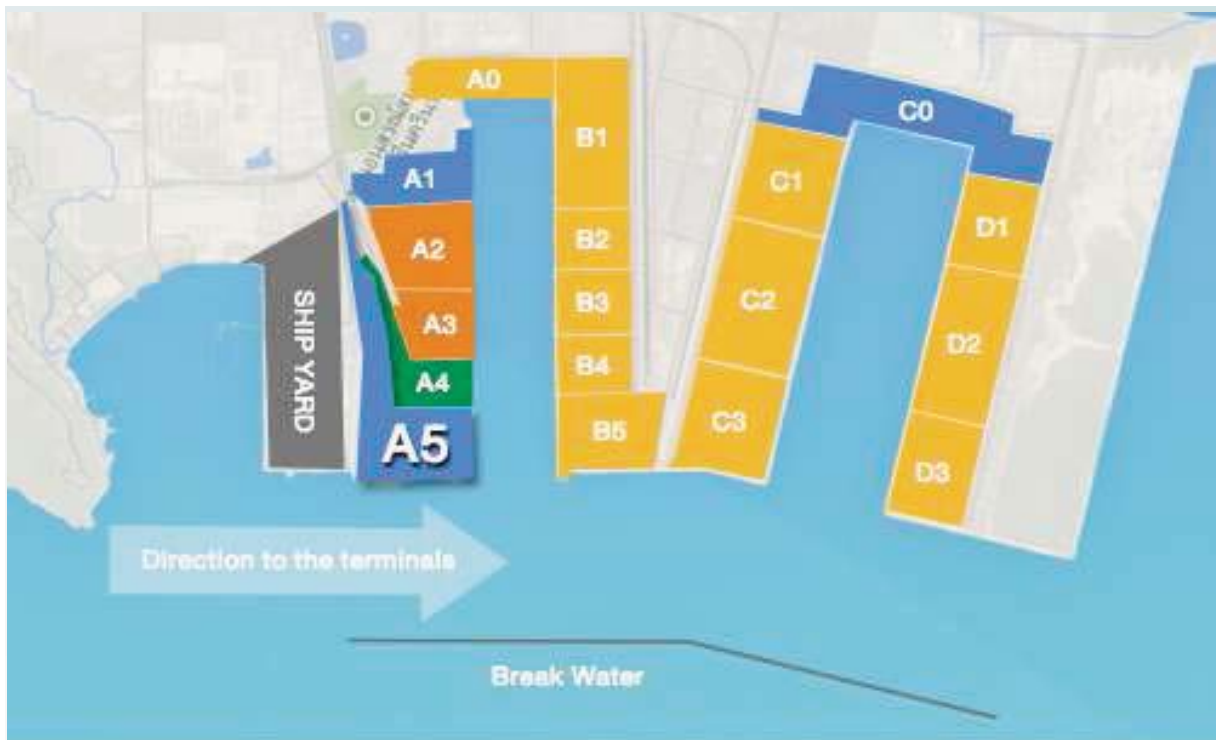 A0
B1
C0
A1
C1
D1
A2
B2
SHIP YARD
B3
C2
A3
D2
B4
A4
A5
B5
C3
D3
Direction to the terminals
Break Water